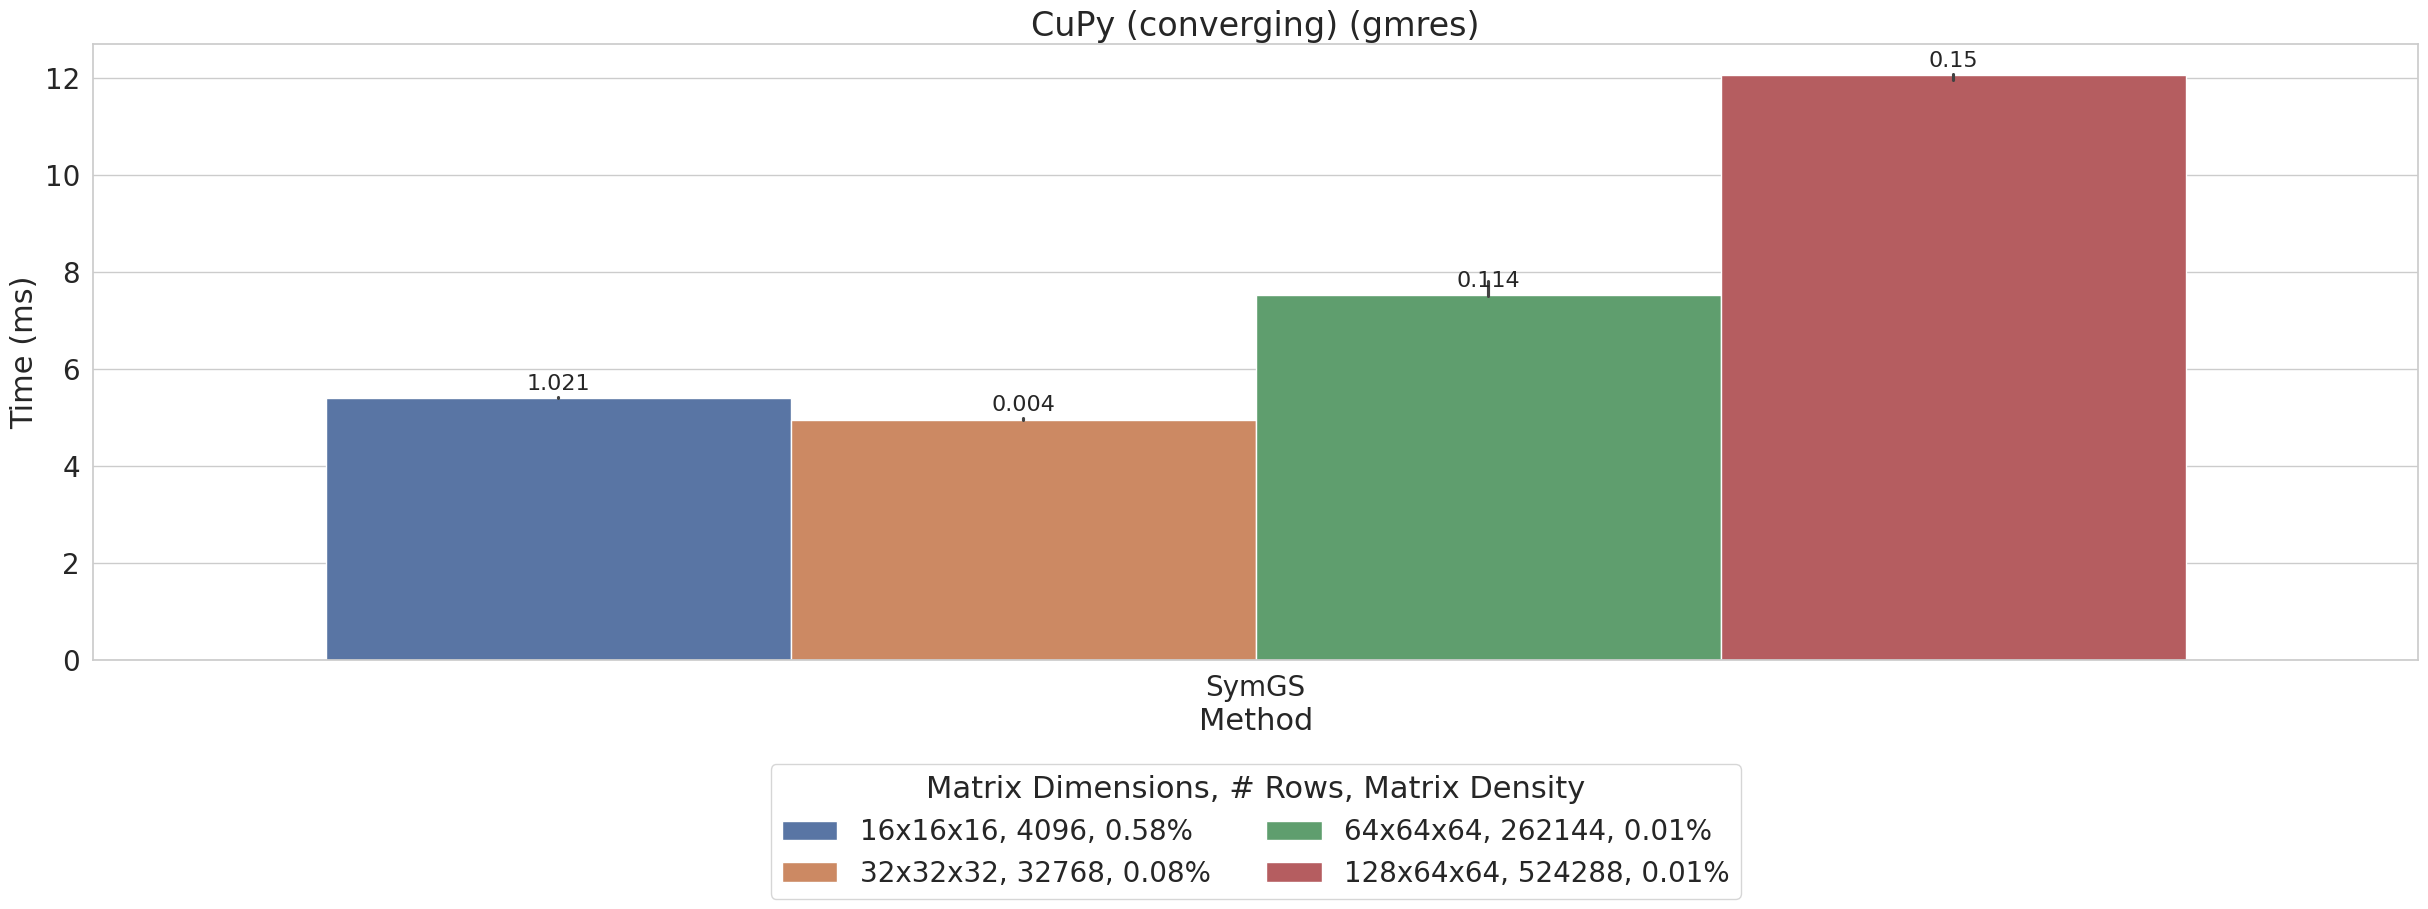 CuPy (converging) (gmres)
Time (ms)
12
10
8
6
4
2
0
1.021
0.004
0.114
0.15
SymGS
Method
Matrix Dimensions, # Rows, Matrix Density
16x16x16, 4096, 0.58%
32x32x32, 32768, 0.08%
64x64x64, 262144, 0.01%
128x64x64, 524288, 0.01%